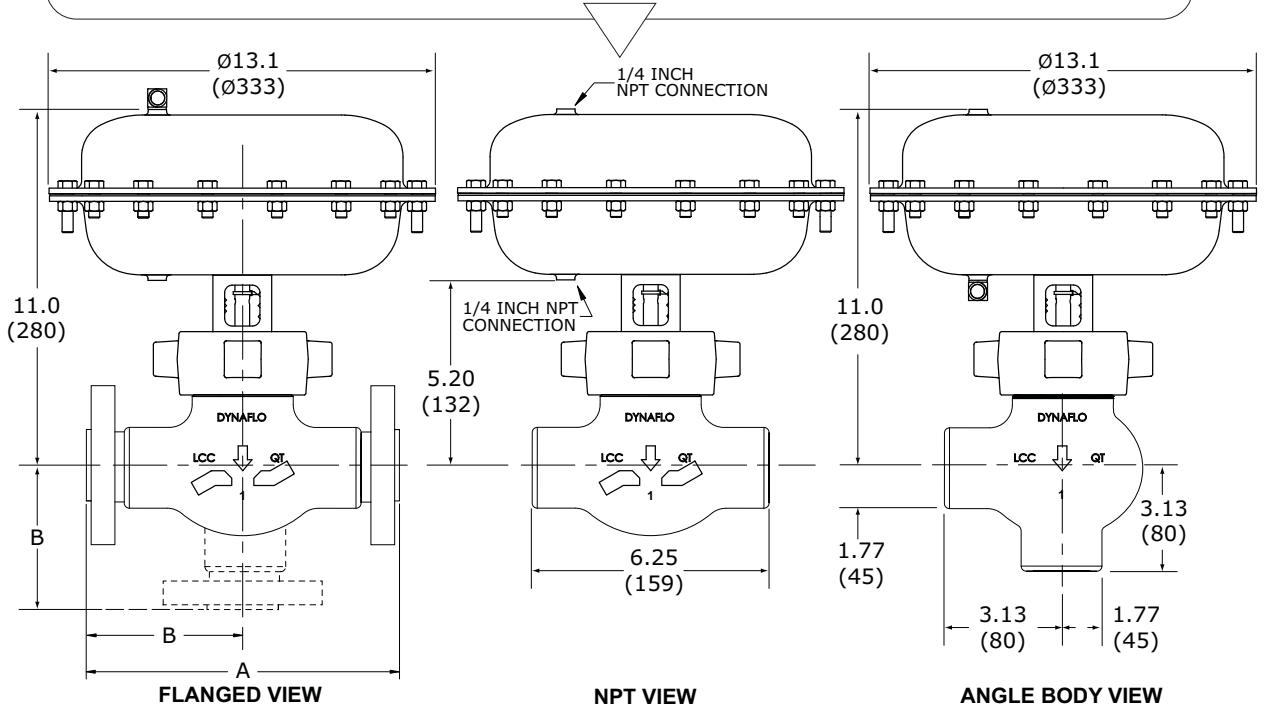 Ø13.1
(Ø333)
11.0
(280)
DYNAFLO
LCC
QT
1
B
B
A
FLANGED VIEW
1/4 INCH
NPT CONNECTION
1/4 INCH NPT
CONNECTION
5.20
(132)
DYNAFLO
LCC
QT
1
6.25
(159)
NPT VIEW
Ø13.1
(Ø333)
11.0
(280)
DYNAFLO
LCC
QT
1
1.77
(45)
3.13
(80)
3.13
(80)
1.77
(45)
ANGLE BODY VIEW